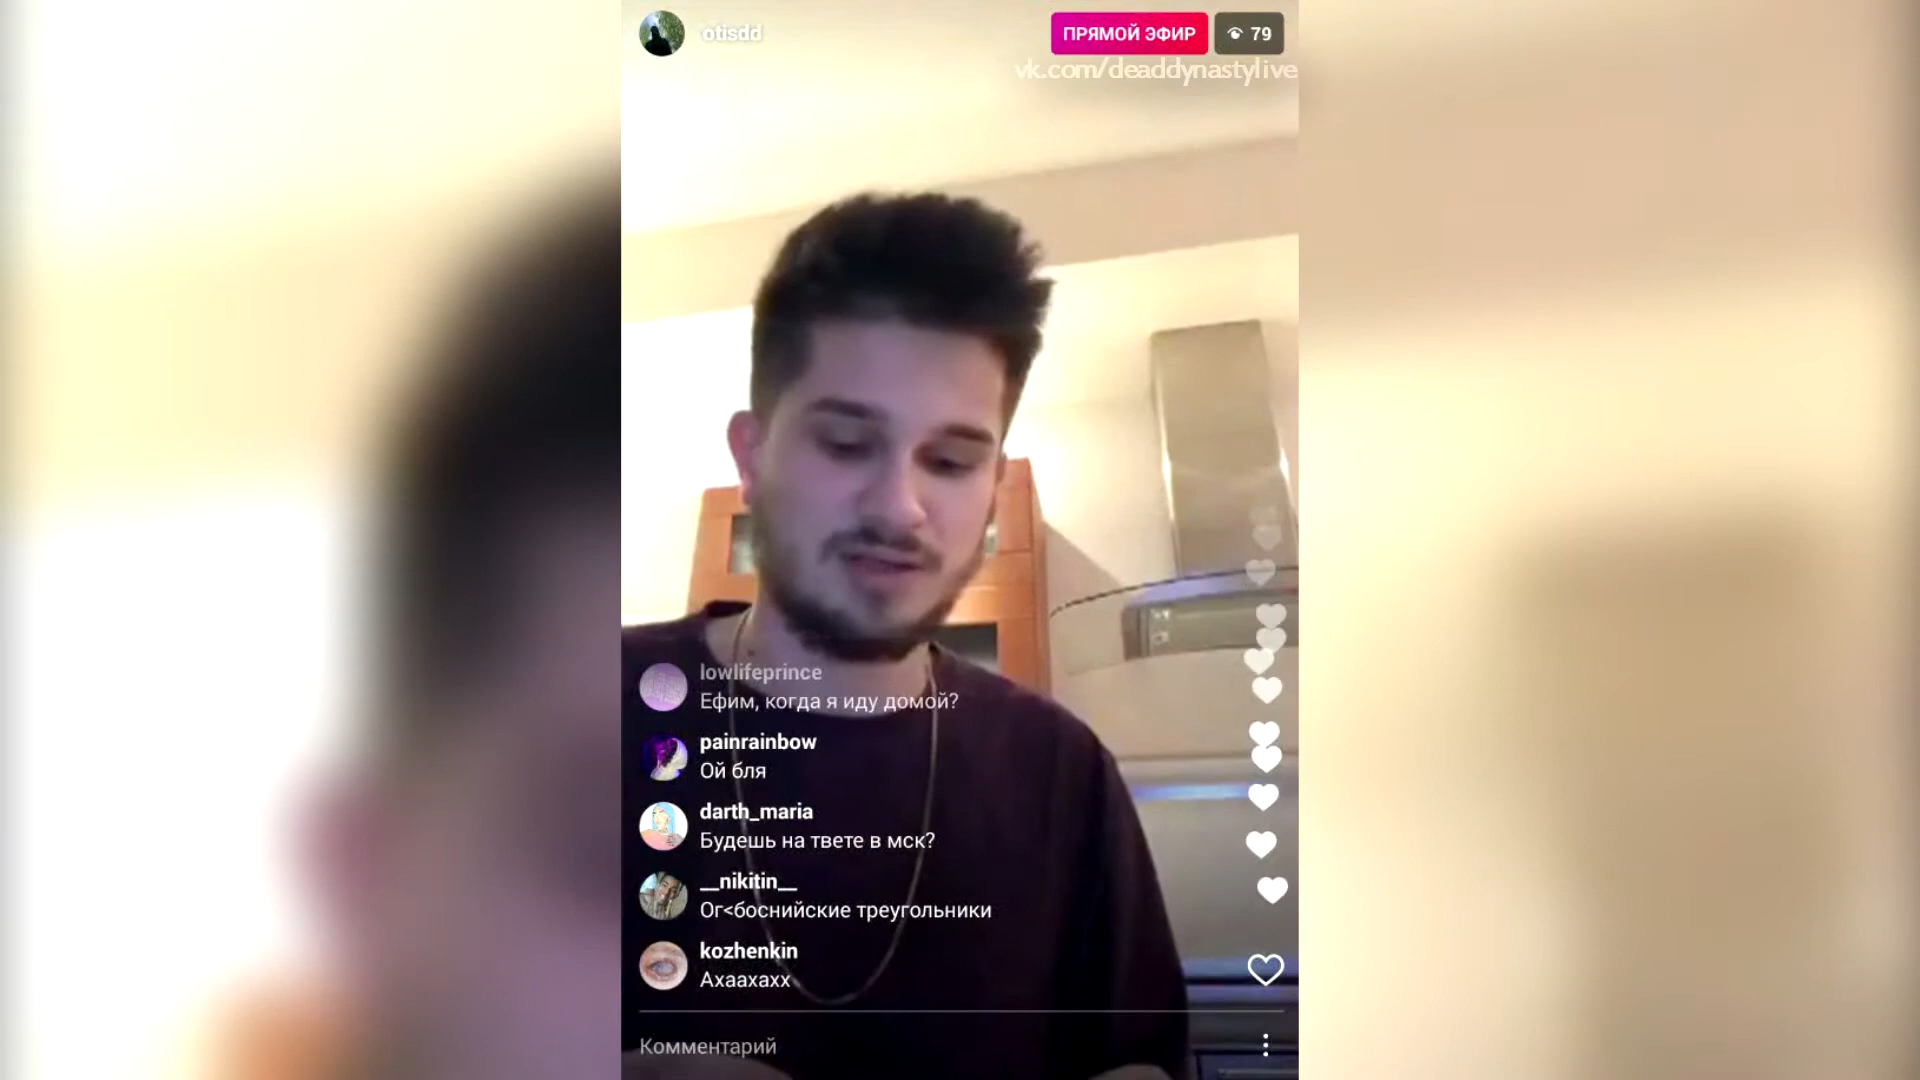 otisdd
ПРЯМОЙ ЭФИР
79
vk.com/deaddynastylive
lowlifeprince
Ефим, когда я иду домой?
painrainbow
Ой бля
darth_maria
Будешь на твете в мск?
__nikitin__
Ог<боснийские треугольники
kozhenkin
Ахаахахх
Комментарий